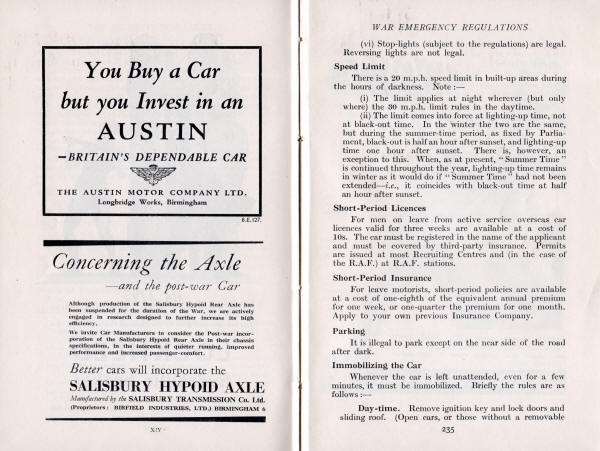 You Buy a Car
but you Invest in an
AUSTIN
—BRITAIN'S DEPENDABLE CAR
THE AUSTIN MOTOR COMPANY LTD.
Longbridge Works, Birmingham
B.E.127.
Concerning the Axle
—and the post-war Car
Although production of the Salisbury Hypoid Rear Axle has
been suspended for the duration of the War, we are actively
engaged in research designed to further increase its high
efficiency.
We invite Car Manufacturers to consider the Post-war incor-
poration of the Salisbury Hypoid Rear Axle in their chassis
specifications, in the interests of quieter running, improved
performance and increased passenger-comfort.
Better cars will incorporate the
SALISBURY HYPOID AXLE
Manufactured by the SALISBURY TRANSMISSION Co. Ltd.
(Proprietors: BIRFIELD INDUSTRIES, LTD.) BIRMINGHAM 6
XIV
WAR EMERGENCY REGULATIONS
(vi) Stop-lights (subject to the regulations) are legal.
Reversing lights are not legal.
Speed Limit
There is a 20 m.p.h. speed limit in built-up areas during
the hours of darkness. Note :—
(i) The limit applies at night wherever (but only
where) the 30 m.p.h. limit rules in the daytime.
(ii) The limit comes into force at lighting-up time, not
at black-out time. In the winter the two are the same,
but during the summer-time period, as fixed by Parlia-
ment, black-out is half an hour after sunset, and lighting-up
time one hour after sunset. There is, however, an
exception to this. When, as at present, "Summer Time"
is continued throughout the year, lighting-up time remains
in winter as it would do if "Summer Time" had not been
extended—i.e., it coincides with black-out time at half
an hour after sunset.
Short-Period Licences
For men on leave from active service overseas car
licences valid for three weeks are available at a cost of
10s. The car must be registered in the name of the applicant
and must be covered by third-party insurance. Permits
are issued at most Recruiting Centres and (in the case of
the R.A.F.) at R.A.F. stations.
Short-Period Insurance
For leave motorists, short-period policies are available
at a cost of one-eighth of the equivalent annual premium
for one week, or one-quarter the premium for one month.
Apply to your own previous Insurance Company.
Parking
It is illegal to park except on the near side of the road
after dark.
Immobilizing the Car
Whenever the car is left unattended, even for a few
minutes, it must be immobilized. Briefly the rules are as
follows :—
Day-time. Remove ignition key and lock doors and
sliding roof. (Open cars, or those without a removable
235